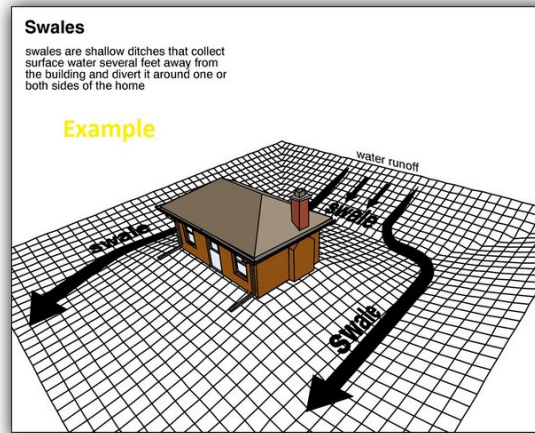 Swales
swales are shallow ditches that collect
surface water several feet away from
the building and divert it around one or
both sides of the home
Example
water runoff
swale
swale
Swale